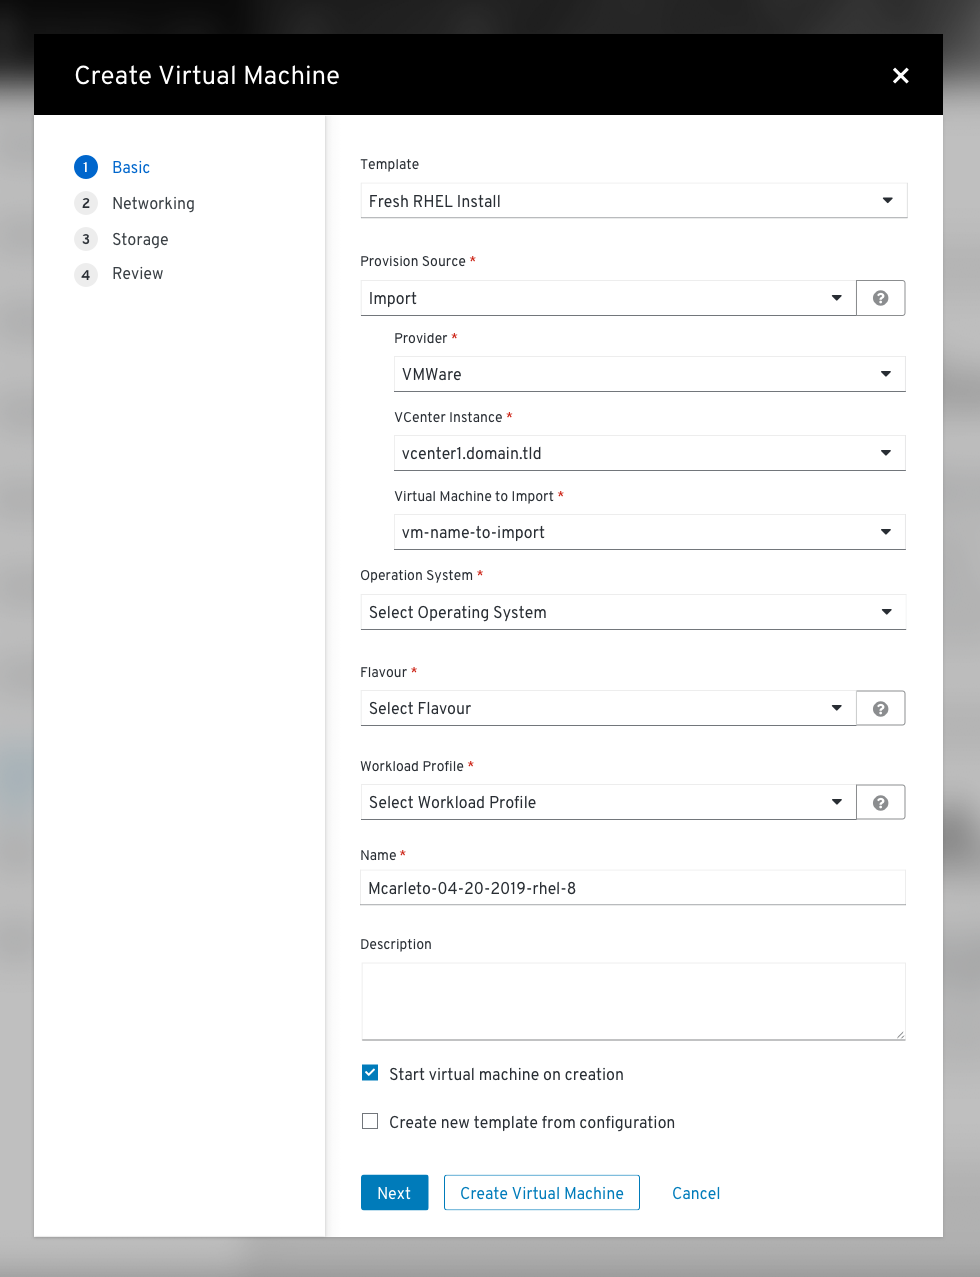 Create Virtual Machine
1 Basic
2 Networking
3 Storage
4 Review
Template
Fresh RHEL Install
Provision Source *
Import
Provider *
VMWare
VCenter Instance *
vcenter1.domain.tld
Virtual Machine to Import *
vm-name-to-import
Operation System *
Select Operating System
Flavour *
Select Flavour
Workload Profile *
Select Workload Profile
Name *
Mcarleto-04-20-2019-rhel-8
Description
Start virtual machine on creation
Create new template from configuration
Next Create Virtual Machine Cancel